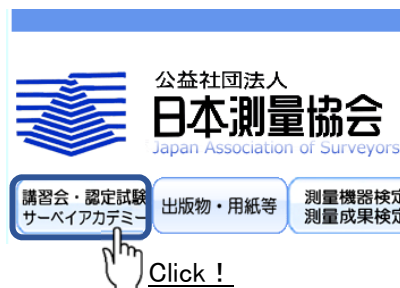 公益社団法人
日本測量協会
Japan Association of Surveyors
講習会・認定試験
サーベイアカデミー
出版物・用紙等
測量機器検定
測量成果検定
Click！